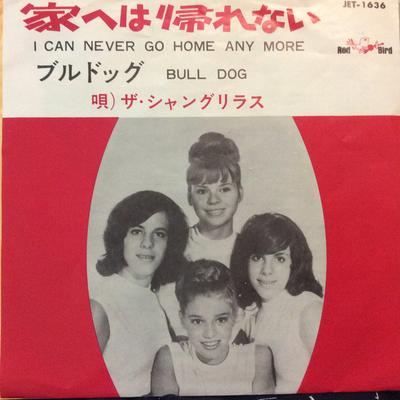 家へは帰れない
JET-1636
I CAN NEVER GO HOME ANY MORE
Red Bird
ブルドッグ BULL DOG
唄)ザ・シャングリラス